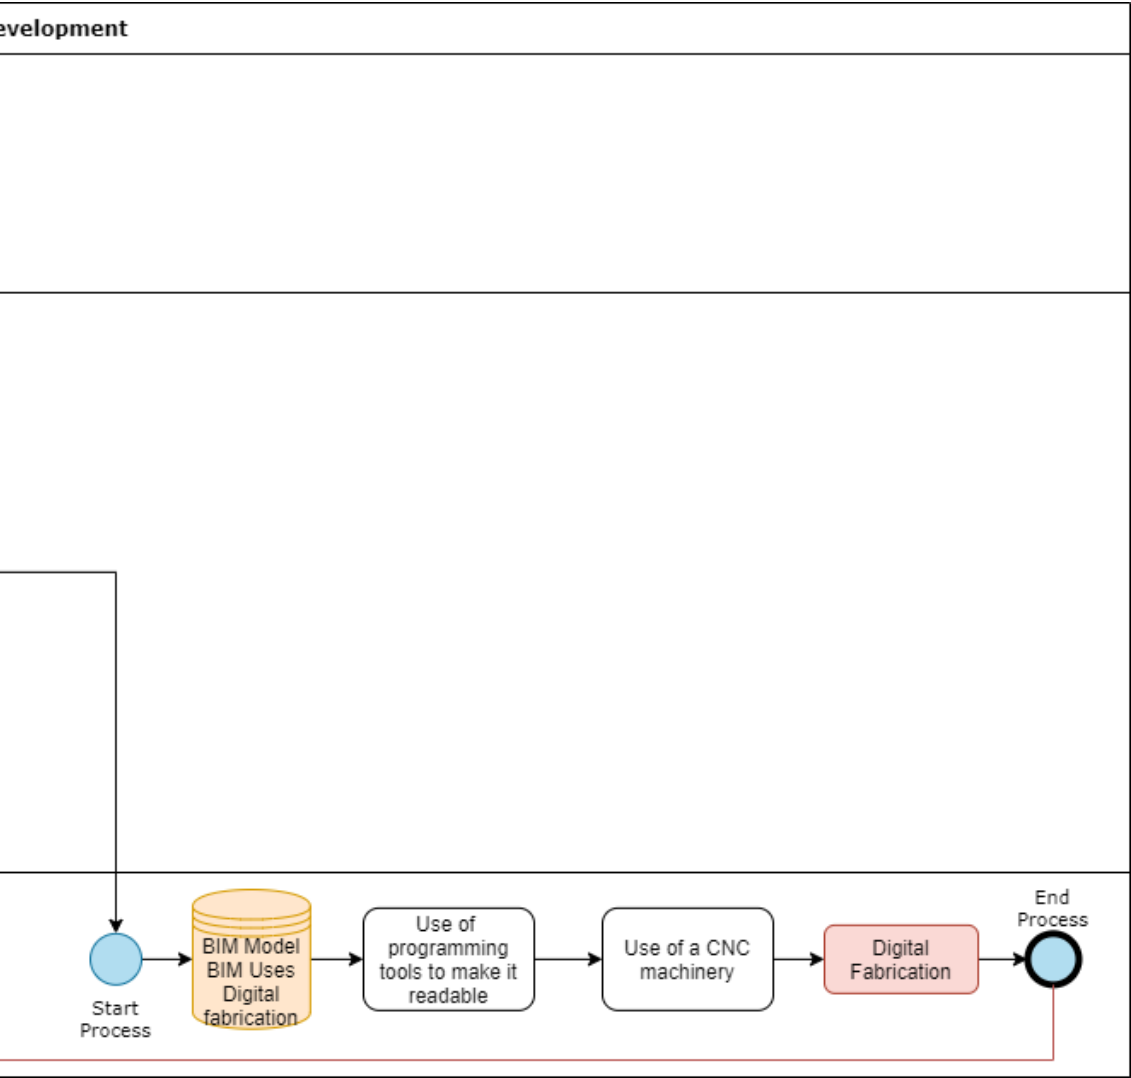 evelopment
Start
Process
BIM Model
BIM Uses
Digital
fabrication
Use of
programming
tools to make it
readable
Use of a CNC
machinery
Digital
Fabrication
End
Process